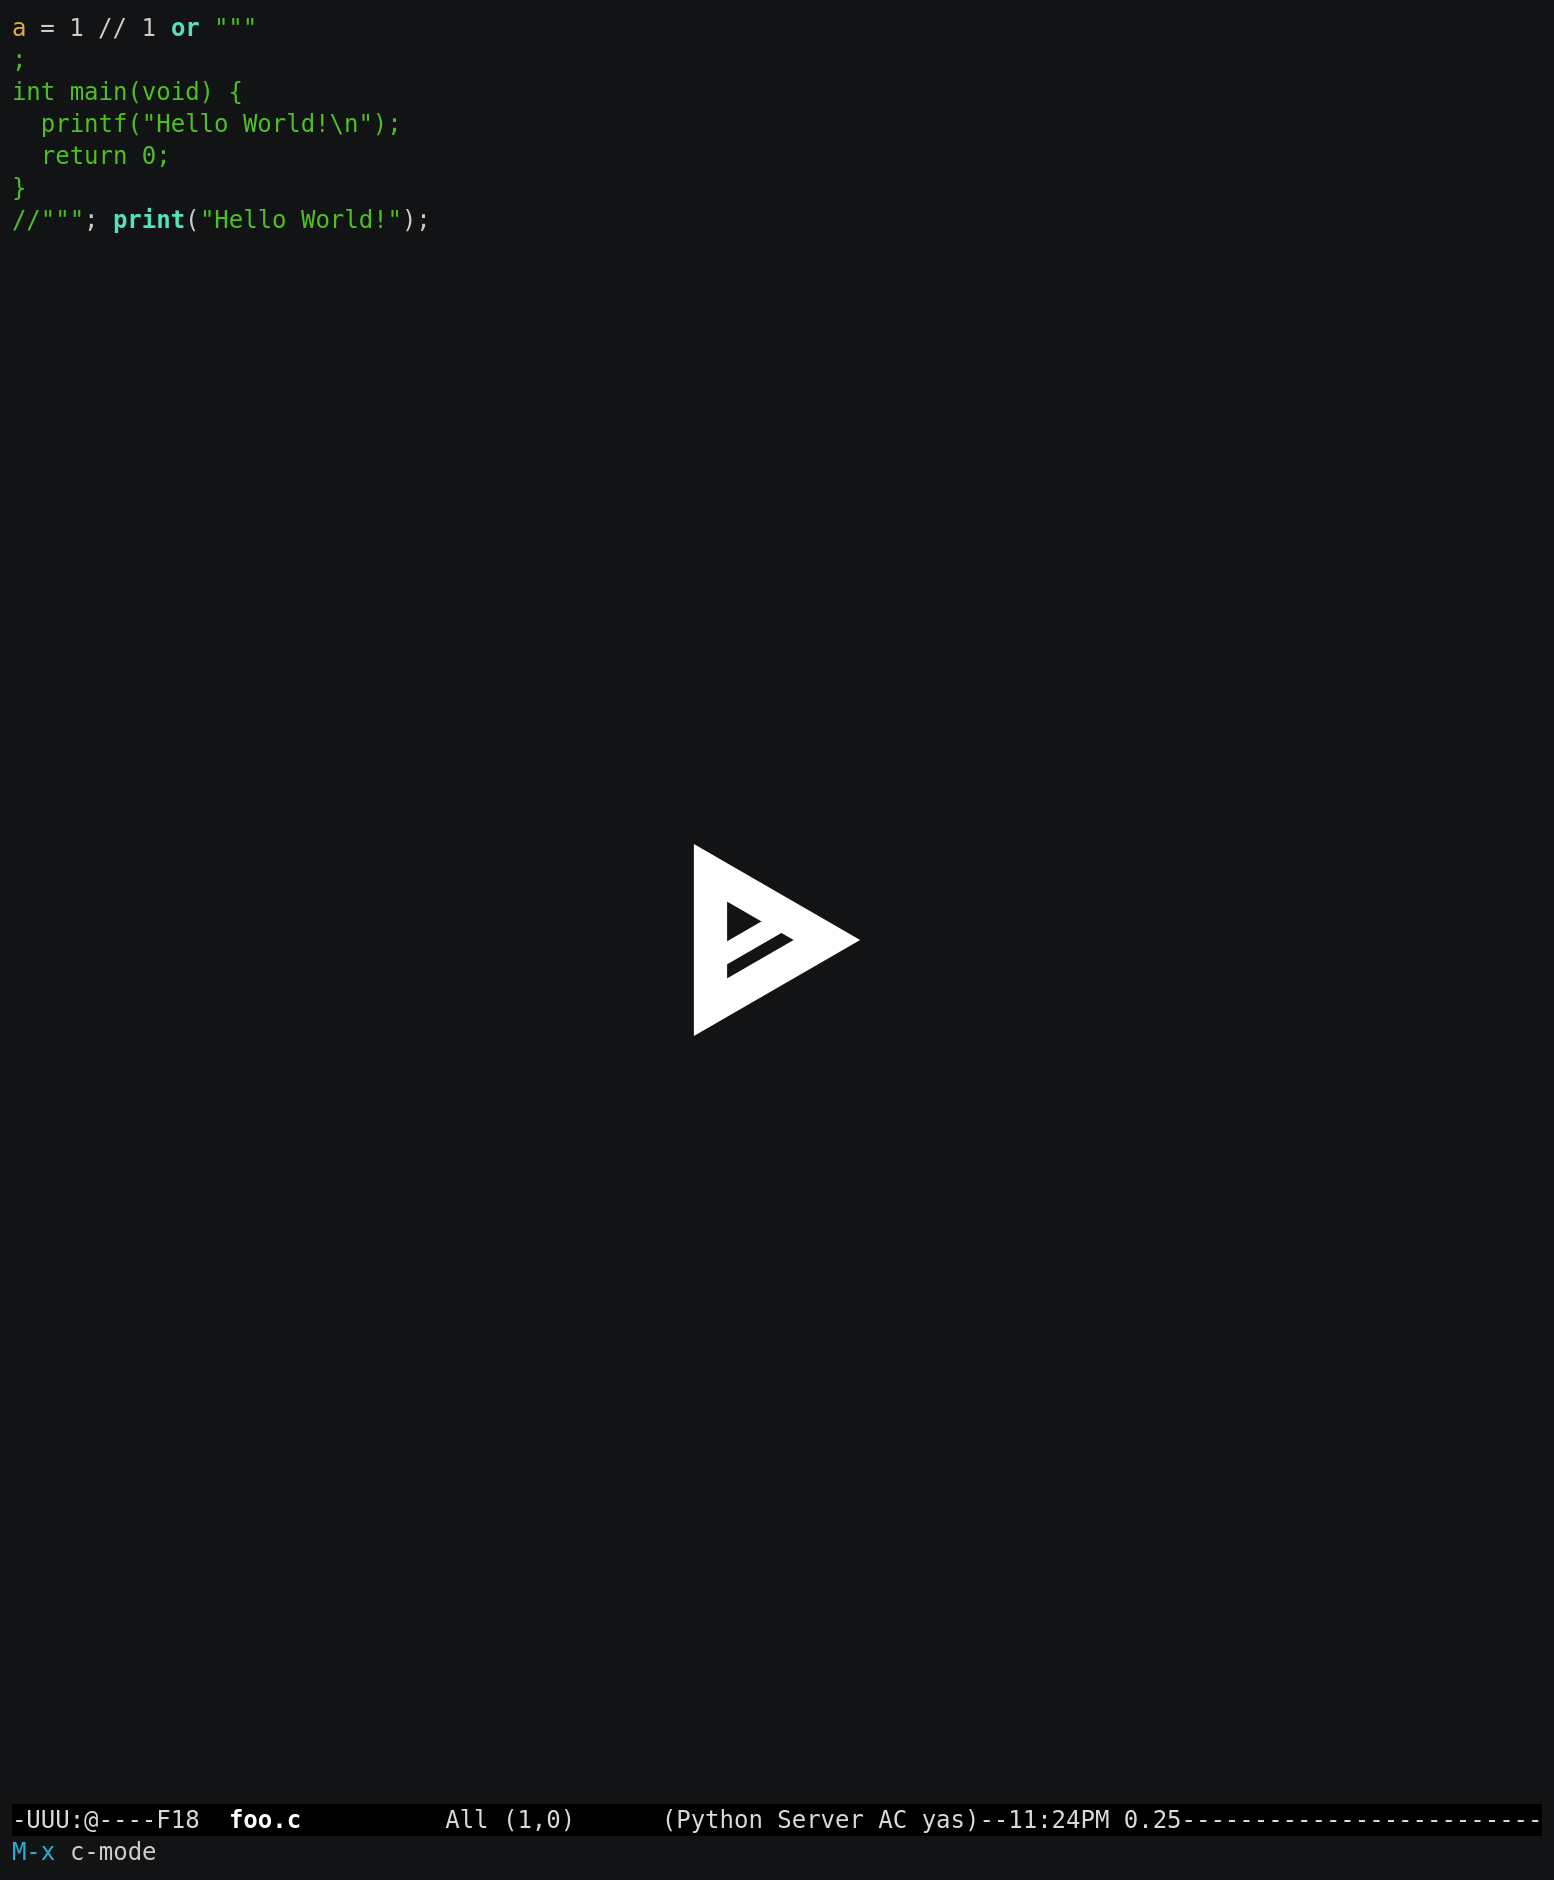 a = 1 // 1 or """
;
int main(void) {
  printf("Hello World!\n");
  return 0;
}
//"""; print("Hello World!");
-UUU:@----F18  foo.c          All (1,0)      (Python Server AC yas)--11:24PM 0.25-------------------------
M-x c-mode